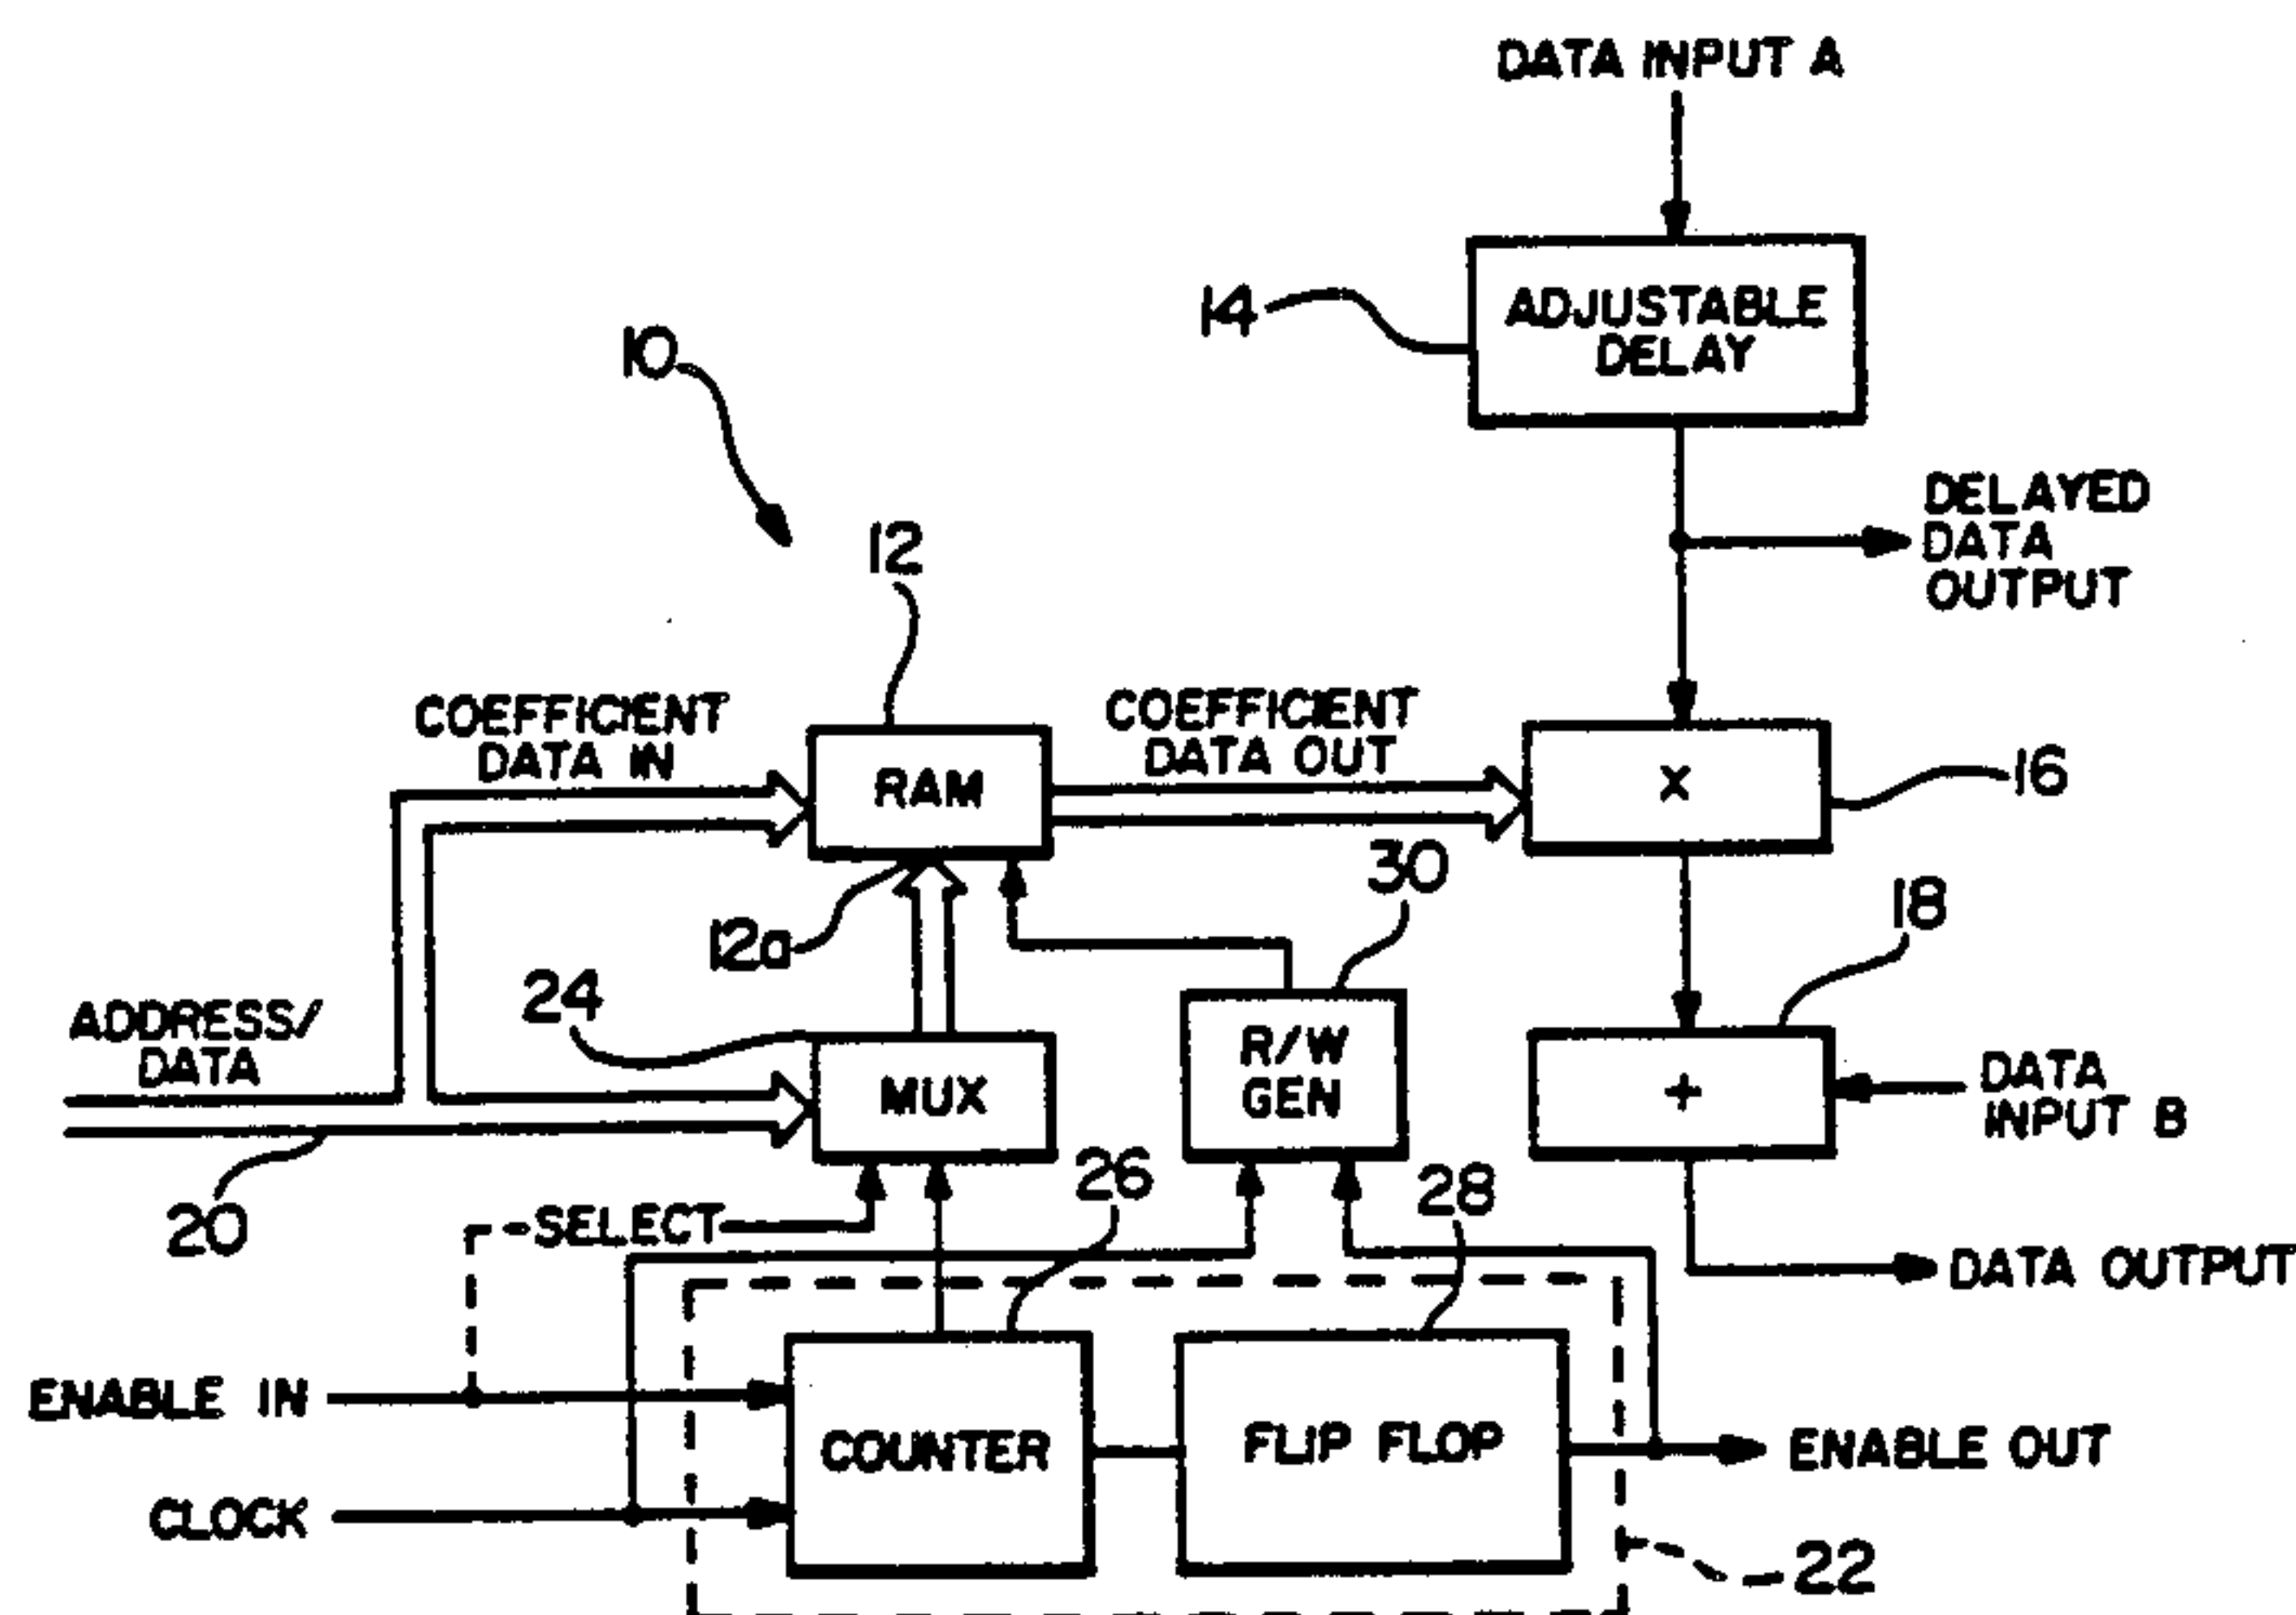 DATA INPUT A
14
ADJUSTABLE
DELAY
10
DELAYED
DATA
OUTPUT
12
COEFFICIENT
DATA IN
COEFFICIENT
DATA OUT
RAM
X
16
30
12a
18
24
ADDRESS/
DATA
R/W
GEN
MUX
+
DATA
INPUT B
20
26
28
SELECT
DATA OUTPUT
ENABLE IN
COUNTER
FLIP FLOP
ENABLE OUT
CLOCK
22